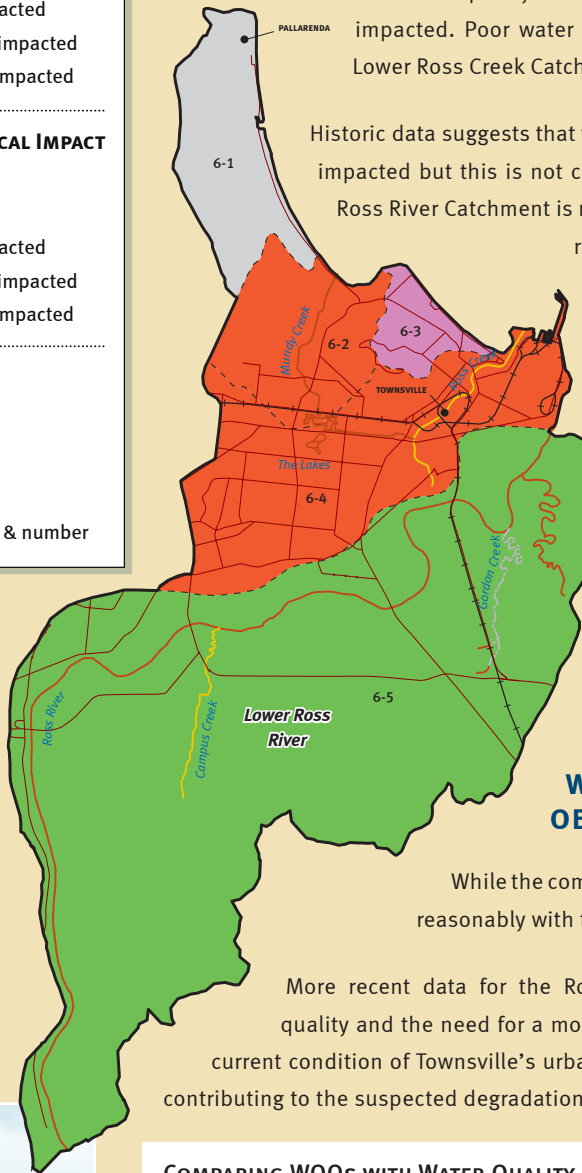 acted
impacted
mpacted
CAL IMPACT
acted
impacted
mpacted
& number
impacted. Poor water
Lower Ross Creek Catch
Historic data suggests that
impacted but this is not c
Ross River Catchment is
PALLARENDA
6-1
Mundy Creek
6-2
6-3
Ross Creek
TOWNSVILLE
The Lakes
6-4
Gordon Creek
6-5
Lower Ross
River
Ross River
Campus Creek
W
OB
While the com
reasonably with t
More recent data for the Ro
quality and the need for a mo
current condition of Townsville's urba
contributing to the suspected degradation
COMPARING WQOS WITH WATER QUALITY